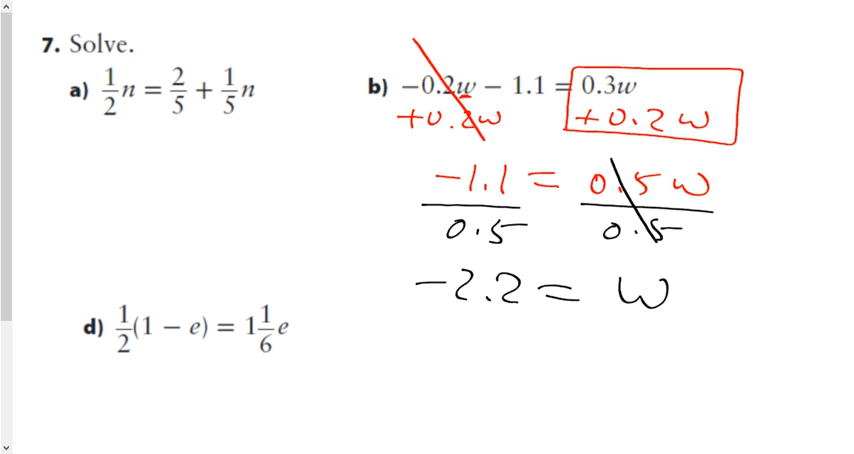 7. Solve.
a) 1/2 n = 2/5 + 1/5 n
b) −0.2w − 1.1 = 0.3w
+0.2w +0.2w
−1.1 = 0.5w
0.5 0.5
−2.2 = w
d) 1/2(1 − e) = 1 1/6 e